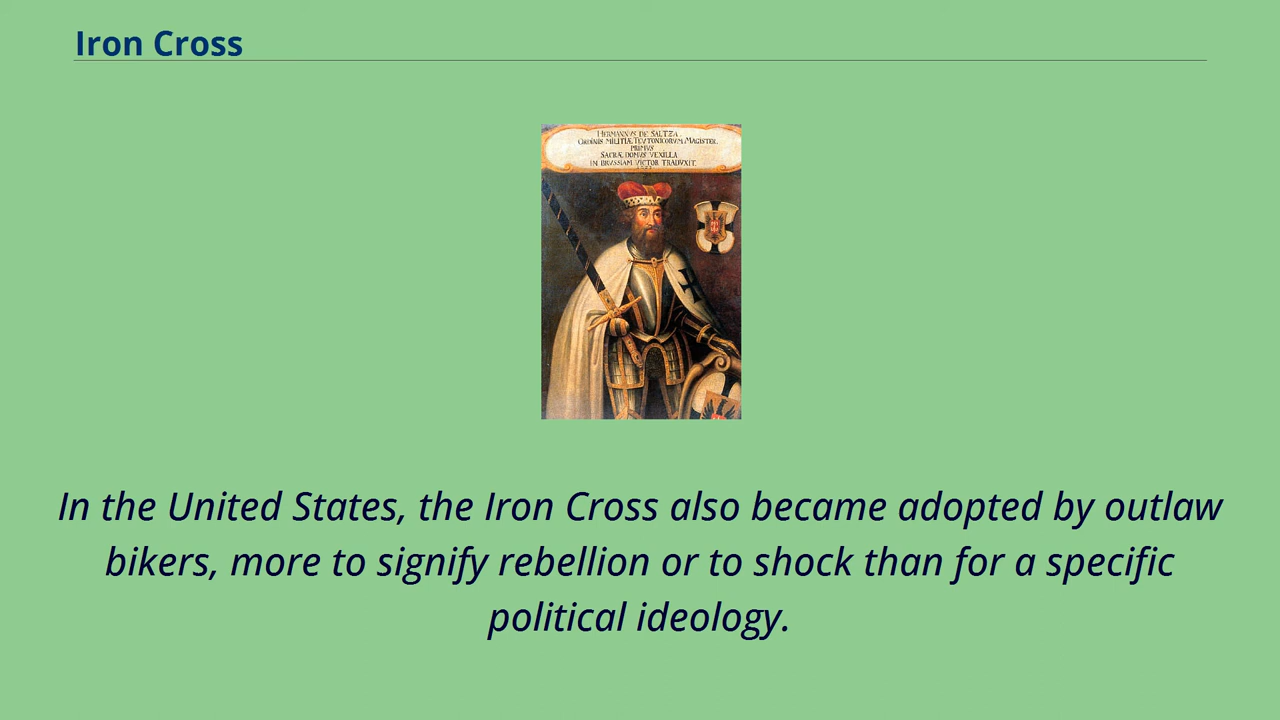 Iron Cross
HERMANNVS DE SALTZA.
ORDINIS MILITIÆ TEVTONICORVM MAGISTER.
PRIMVS
SACRÆ DOMVS VEXILLA
IN BRVSSIAM VICTOR TRADVXIT.
In the United States, the Iron Cross also became adopted by outlaw
bikers, more to signify rebellion or to shock than for a specific
political ideology.